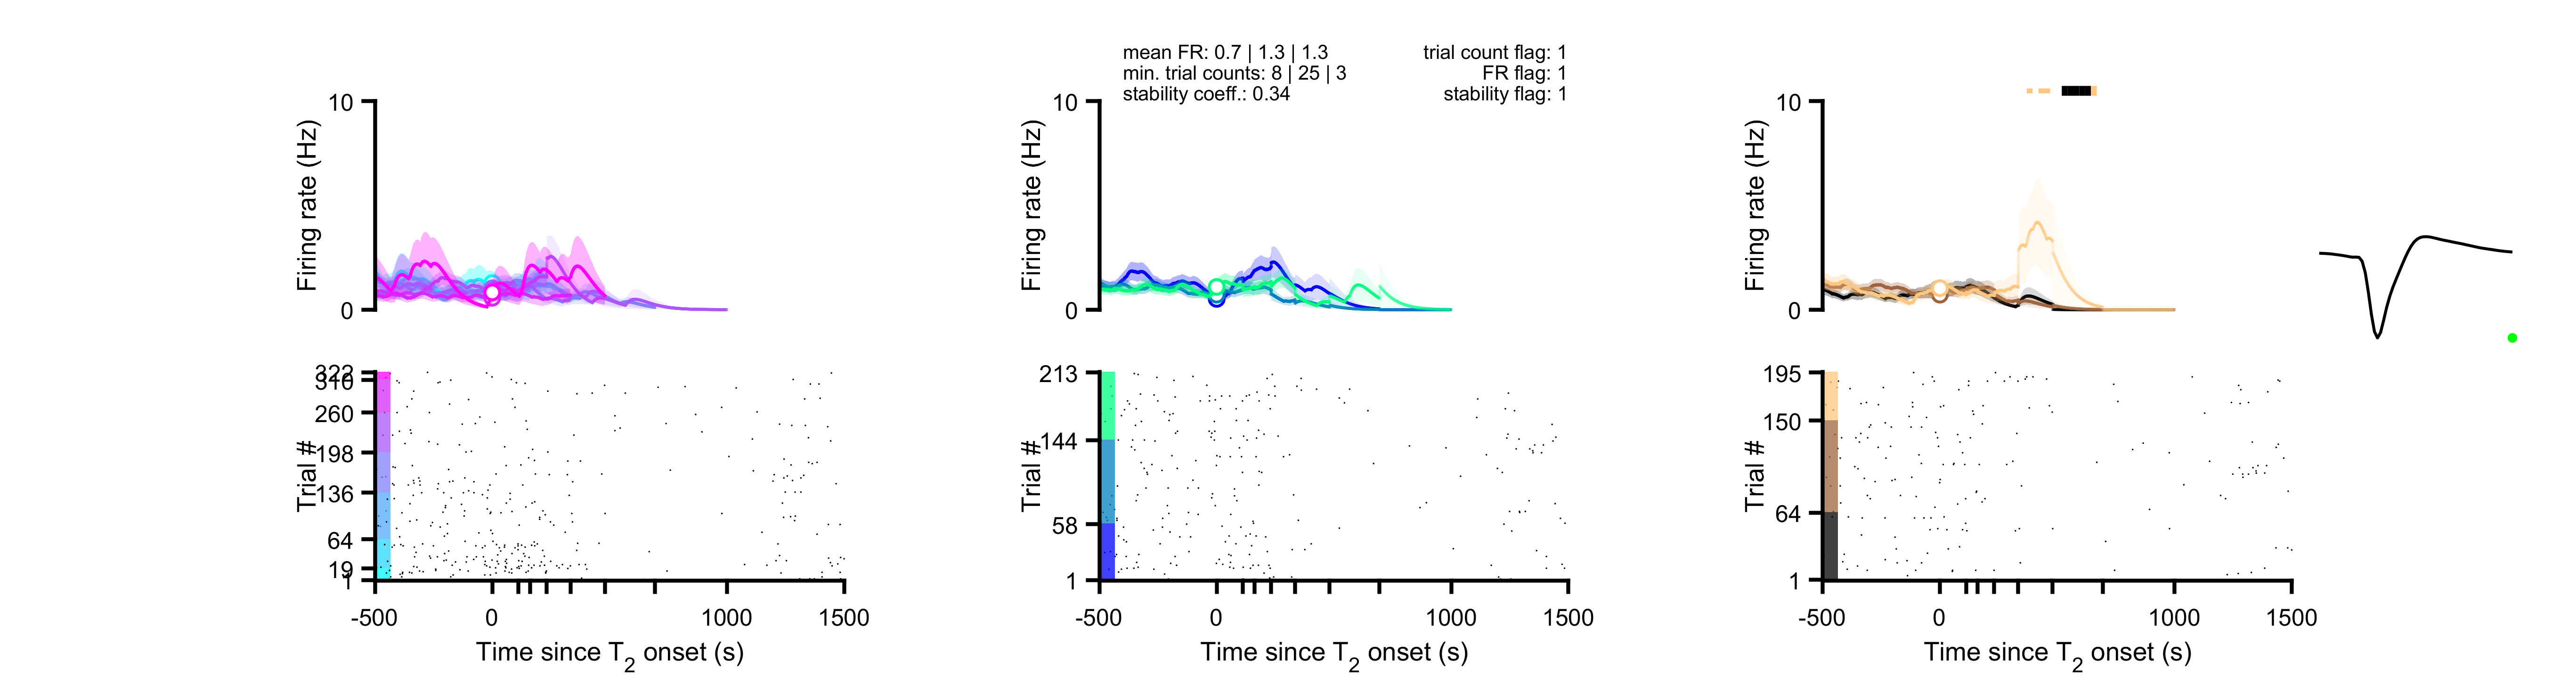 mean FR: 0.7 | 1.3 | 1.3
min. trial counts: 8 | 25 | 3
stability coeff.: 0.34
trial count flag: 1
FR flag: 1
stability flag: 1
Firing rate (Hz)
10
0
Firing rate (Hz)
10
0
Firing rate (Hz)
10
0
Trial #
322
260
198
136
64
19
1
-500
0
1000
1500
Time since T2 onset (s)
Trial #
213
144
58
1
-500
0
1000
1500
Time since T2 onset (s)
Trial #
195
150
64
1
-500
0
1000
1500
Time since T2 onset (s)